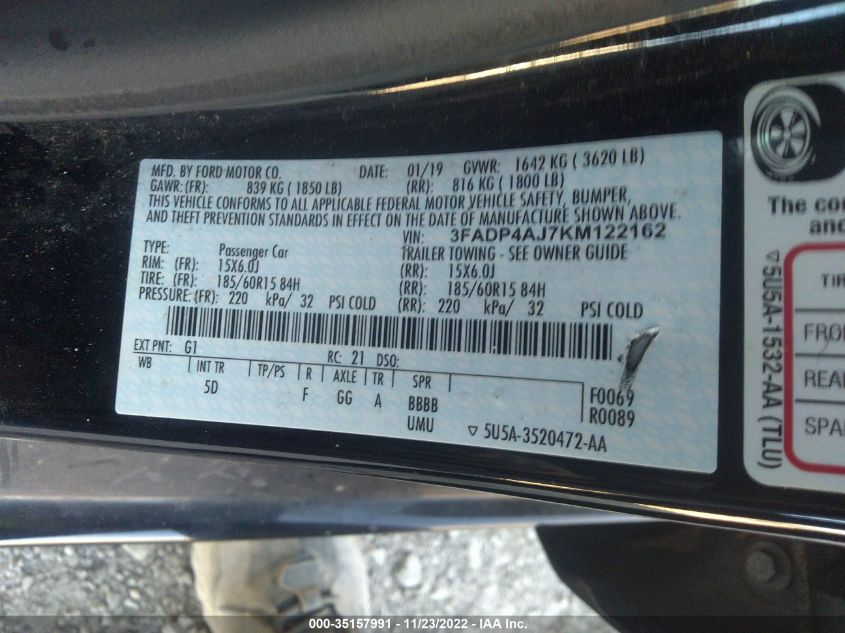 MFD. BY FORD MOTOR CO. DATE: 01/19 GVWR: 1642 KG ( 3620 LB)
GAWR: (FR): 839 KG ( 1850 LB) (RR): 816 KG ( 1800 LB)
THIS VEHICLE CONFORMS TO ALL APPLICABLE FEDERAL MOTOR VEHICLE SAFETY, BUMPER,
AND THEFT PREVENTION STANDARDS IN EFFECT ON THE DATE OF MANUFACTURE SHOWN ABOVE.
VIN: 3FADP4AJ7KM122162
TYPE: Passenger Car TRAILER TOWING - SEE OWNER GUIDE
RIM: (FR): 15X6.0J (RR): 15X6.0J
TIRE: (FR): 185/60R15 84H (RR): 185/60R15 84H
PRESSURE: (FR): 220 kPa/ 32 PSI COLD (RR): 220 kPa/ 32 PSI COLD
EXT PNT: G1 RC: 21 DSO:
WB INT TR TP/PS R AXLE TR SPR
5D F GG A BBBB F0069
UMU R0089
▽ 5U5A-3520472-AA
The
and
TIR
FRO
REA
SPA
▽ 5U5A-1532-AA (TLU)
000-35157991 - 11/23/2022 - IAA Inc.